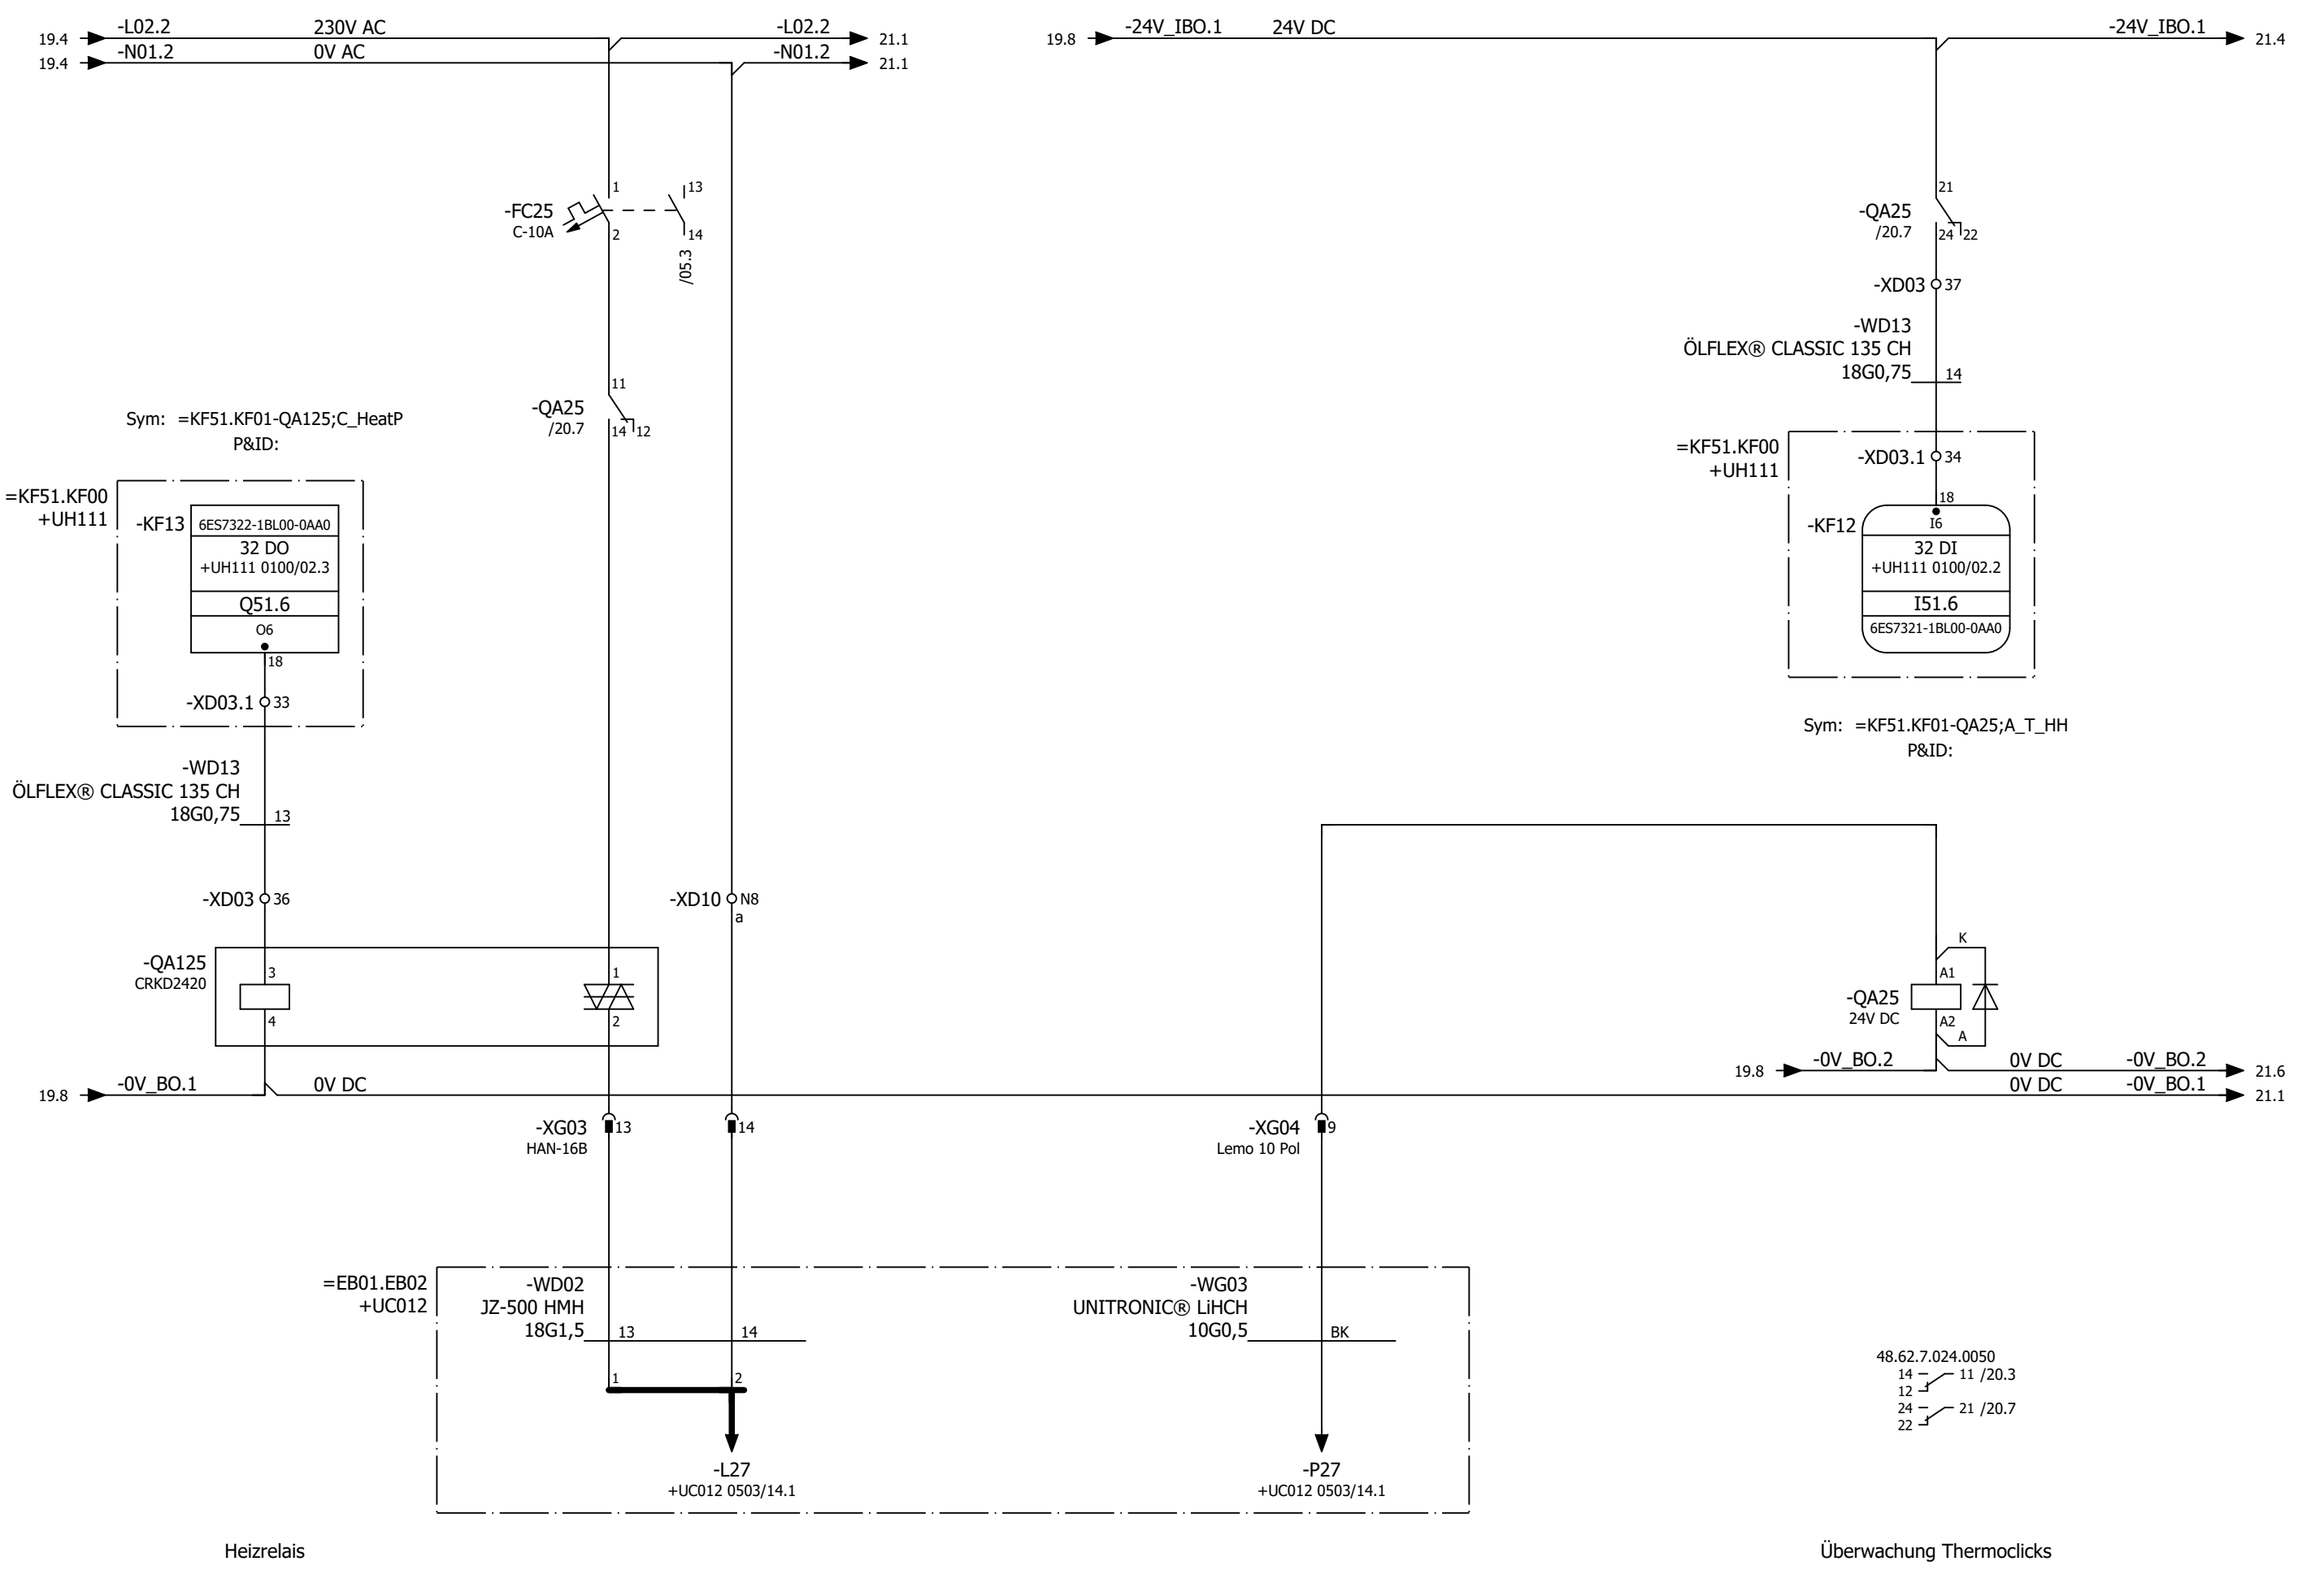 19.4 -L02.2 230V AC -L02.2 21.1
19.4 -N01.2 0V AC -N01.2 21.1
19.8 -24V_IBO.1 24V DC -24V_IBO.1 21.4
-FC25
C-10A
1
2
13
14
/05.3
-QA25
/20.7
21
24 22
-XD03 37
-WD13
ÖLFLEX® CLASSIC 135 CH
18G0,75 14
-QA25
/20.7
11
14 12
Sym: =KF51.KF01-QA125;C_HeatP
P&ID:
=KF51.KF00
+UH111
-KF13
6ES7322-1BL00-0AA0
32 DO
+UH111 0100/02.3
Q51.6
O6
18
-XD03.1 33
-WD13
ÖLFLEX® CLASSIC 135 CH
18G0,75 13
-XD03 36
-XD10 N8
a
-QA125
CRKD2420
3
4
1
2
=KF51.KF00
+UH111
-XD03.1 34
18
-KF12
I6
32 DI
+UH111 0100/02.2
I51.6
6ES7321-1BL00-0AA0
Sym: =KF51.KF01-QA25;A_T_HH
P&ID:
K
A1
-QA25
24V DC
A2
A
19.8 -0V_BO.2 0V DC -0V_BO.2 21.6
19.8 -0V_BO.1 0V DC 0V DC -0V_BO.1 21.1
-XG03 13 14
HAN-16B
-XG04 9
Lemo 10 Pol
=EB01.EB02
+UC012
-WD02
JZ-500 HMH
18G1,5 13 14
1 2
-L27
+UC012 0503/14.1
-WG03
UNITRONIC® LiHCH
10G0,5 BK
-P27
+UC012 0503/14.1
48.62.7.024.0050
14 11 /20.3
12
24 21 /20.7
22
Heizrelais
Überwachung Thermoclicks